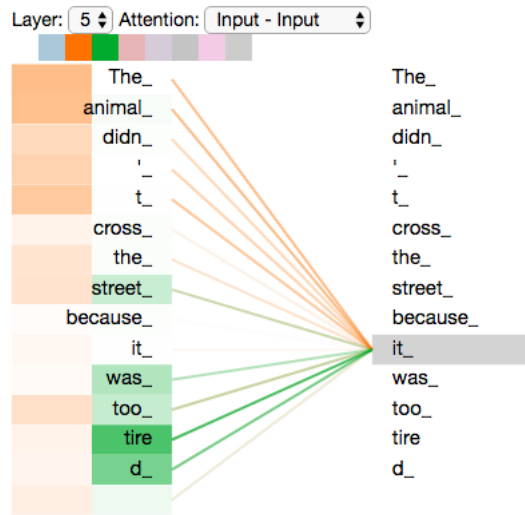 Layer: 5 Attention: Input - Input
The_ The_
animal_ animal_
didn_ didn_
'_ '_
t_ t_
cross_ cross_
the_ the_
street_ street_
because_ because_
it_ it_
was_ was_
too_ too_
tire tire
d_ d_